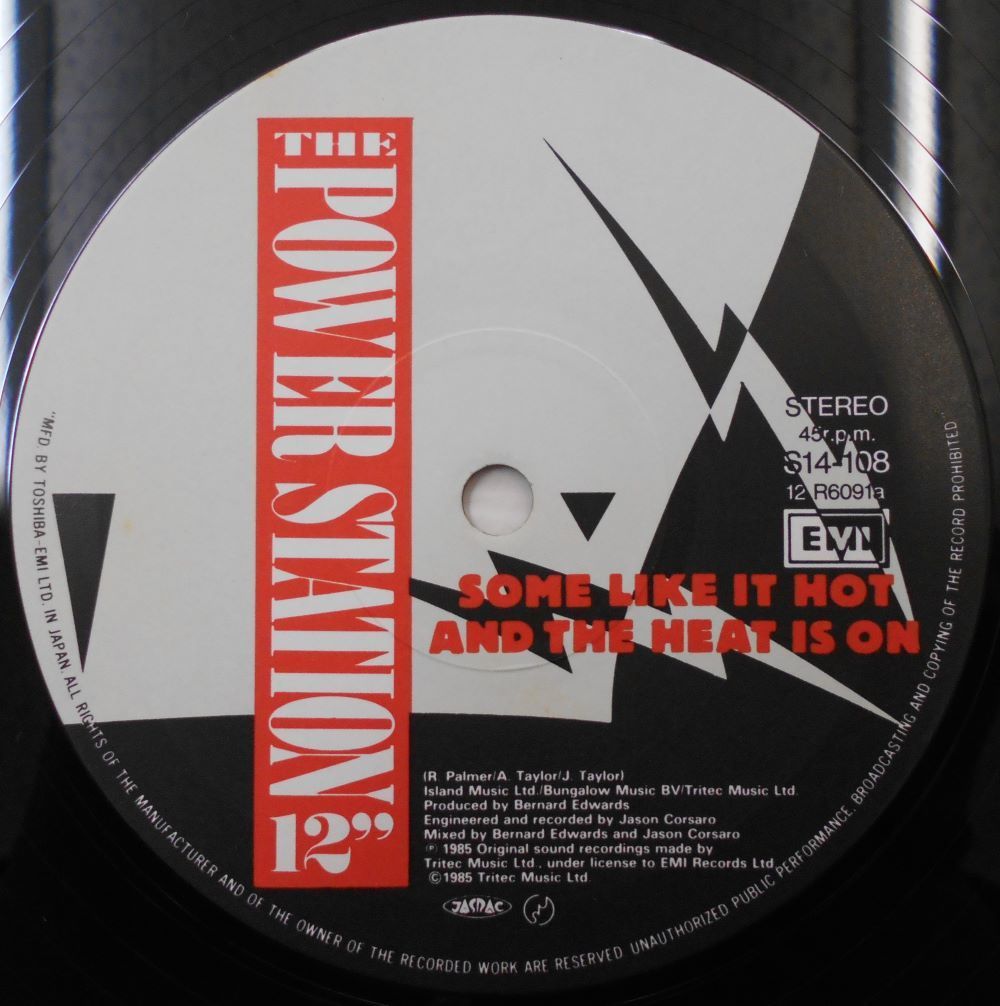 THE
POWER STATION
12”
STEREO
45r.p.m.
S14-108
12 R6091a
EMI
SOME LIKE IT HOT
AND THE HEAT IS ON
(R. Palmer/A. Taylor/J. Taylor)
Island Music Ltd./Bungalow Music BV/Tritec Music Ltd.
Produced by Bernard Edwards
Engineered and recorded by Jason Corsaro
Mixed by Bernard Edwards and Jason Corsaro
℗ 1985 Original sound recordings made by
Tritec Music Ltd., under license to EMI Records Ltd.
©1985 Tritec Music Ltd.
JASRAC
"MFD. BY TOSHIBA-EMI LTD. IN JAPAN. ALL RIGHTS OF THE MANUFACTURER AND OF THE OWNER OF THE RECORDED WORK ARE RESERVED UNAUTHORIZED PUBLIC PERFORMANCE, BROADCASTING AND COPYING OF THE RECORD PROHIBITED